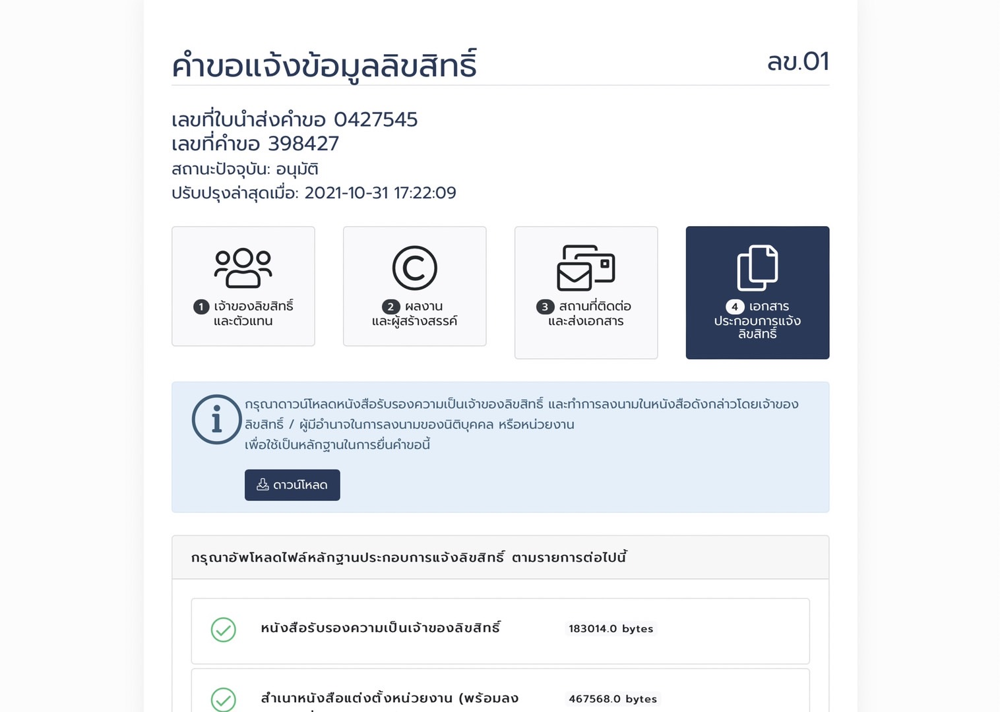 คำขอแจ้งข้อมูลลิขสิทธิ์
ลข.01
เลขที่ใบนำส่งคำขอ 0427545
เลขที่คำขอ 398427
สถานะปัจจุบัน: อนุมัติ
ปรับปรุงล่าสุดเมื่อ: 2021-10-31 17:22:09
1 เจ้าของลิขสิทธิ์
และตัวแทน
2 ผลงาน
และผู้สร้างสรรค์
3 สถานที่ติดต่อ
และส่งเอกสาร
4 เอกสาร
ประกอบการแจ้ง
ลิขสิทธิ์
กรุณาดาวน์โหลดหนังสือรับรองความเป็นเจ้าของลิขสิทธิ์ และทำการลงนามในหนังสือดังกล่าวโดยเจ้าของ
ลิขสิทธิ์ / ผู้มีอำนาจในการลงนามของนิติบุคคล หรือหน่วยงาน
เพื่อใช้เป็นหลักฐานในการยื่นคำขอนี้
ดาวน์โหลด
กรุณาอัพโหลดไฟล์หลักฐานประกอบการแจ้งลิขสิทธิ์ ตามรายการต่อไปนี้
หนังสือรับรองความเป็นเจ้าของลิขสิทธิ์
183014.0 bytes
สำเนาหนังสือแต่งตั้งหน่วยงาน (พร้อมลง
467568.0 bytes